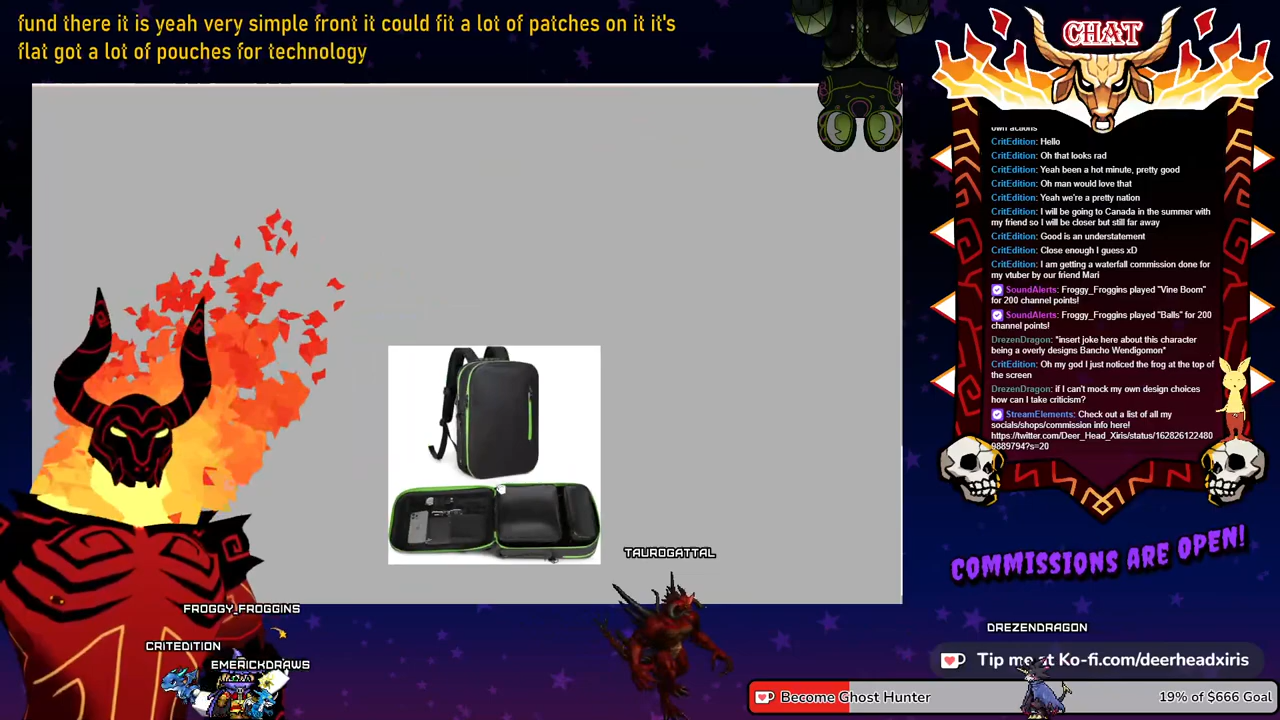 fund there it is yeah very simple front it could fit a lot of patches on it it's
flat got a lot of pouches for technology
CHAT
own actions
CritEdition: Hello
CritEdition: Oh that looks rad
CritEdition: Yeah been a hot minute, pretty good
CritEdition: Oh man would love that
CritEdition: Yeah we're a pretty nation
CritEdition: I will be going to Canada in the summer with
my friend so I will be closer but still far away
CritEdition: Good is an understatement
CritEdition: Close enough I guess xD
CritEdition: I am getting a waterfall commission done for
my vtuber by our friend Mari
SoundAlerts: Froggy_Froggins played "Vine Boom"
for 200 channel points!
SoundAlerts: Froggy_Froggins played "Balls" for 200
channel points!
DrezenDragon: *insert joke here about this character
being a overly designs Bancho Wendigomon*
CritEdition: Oh my god I just noticed the frog at the top of
the screen
DrezenDragon: if I can't mock my own design choices
how can I take criticism?
StreamElements: Check out a list of all my
socials/shops/commission info here!
https://twitter.com/Deer_Head_Xiris/status/162826122480
9889794?s=20
COMMISSIONS ARE OPEN!
TAUROGATTAL
FROGGY_FROGGINS
CRITEDITION
EMERICKDRAWS
DREZENDRAGON
Tip me at Ko-fi.com/deerheadxiris
Become Ghost Hunter 19% of $666 Goal